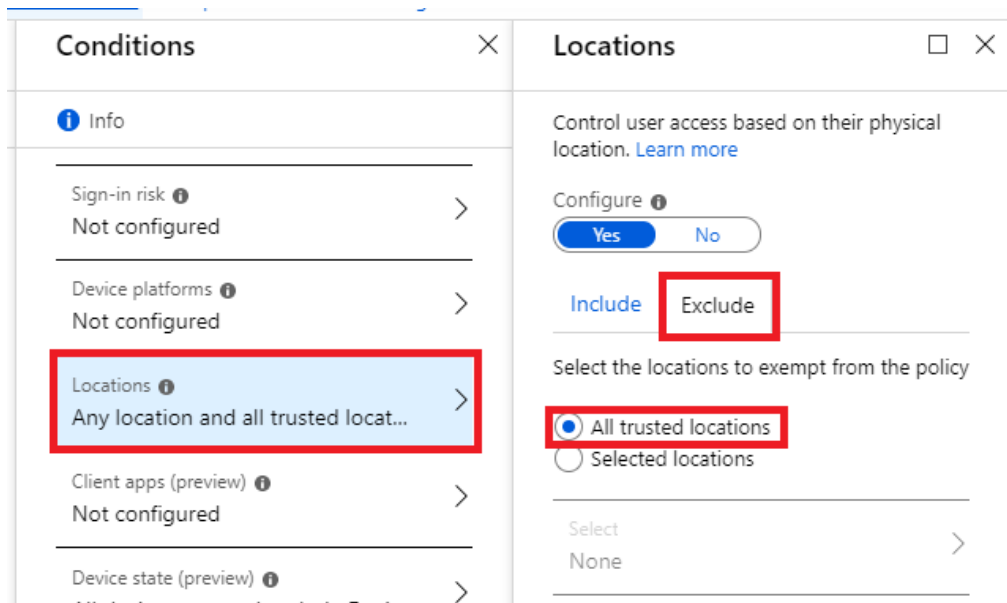 Conditions
Info
Sign-in risk
Not configured
Device platforms
Not configured
Locations
Any location and all trusted locat...
Client apps (preview)
Not configured
Device state (preview)
Locations
Control user access based on their physical
location. Learn more
Configure
Yes No
Include Exclude
Select the locations to exempt from the policy
All trusted locations
Selected locations
Select
None